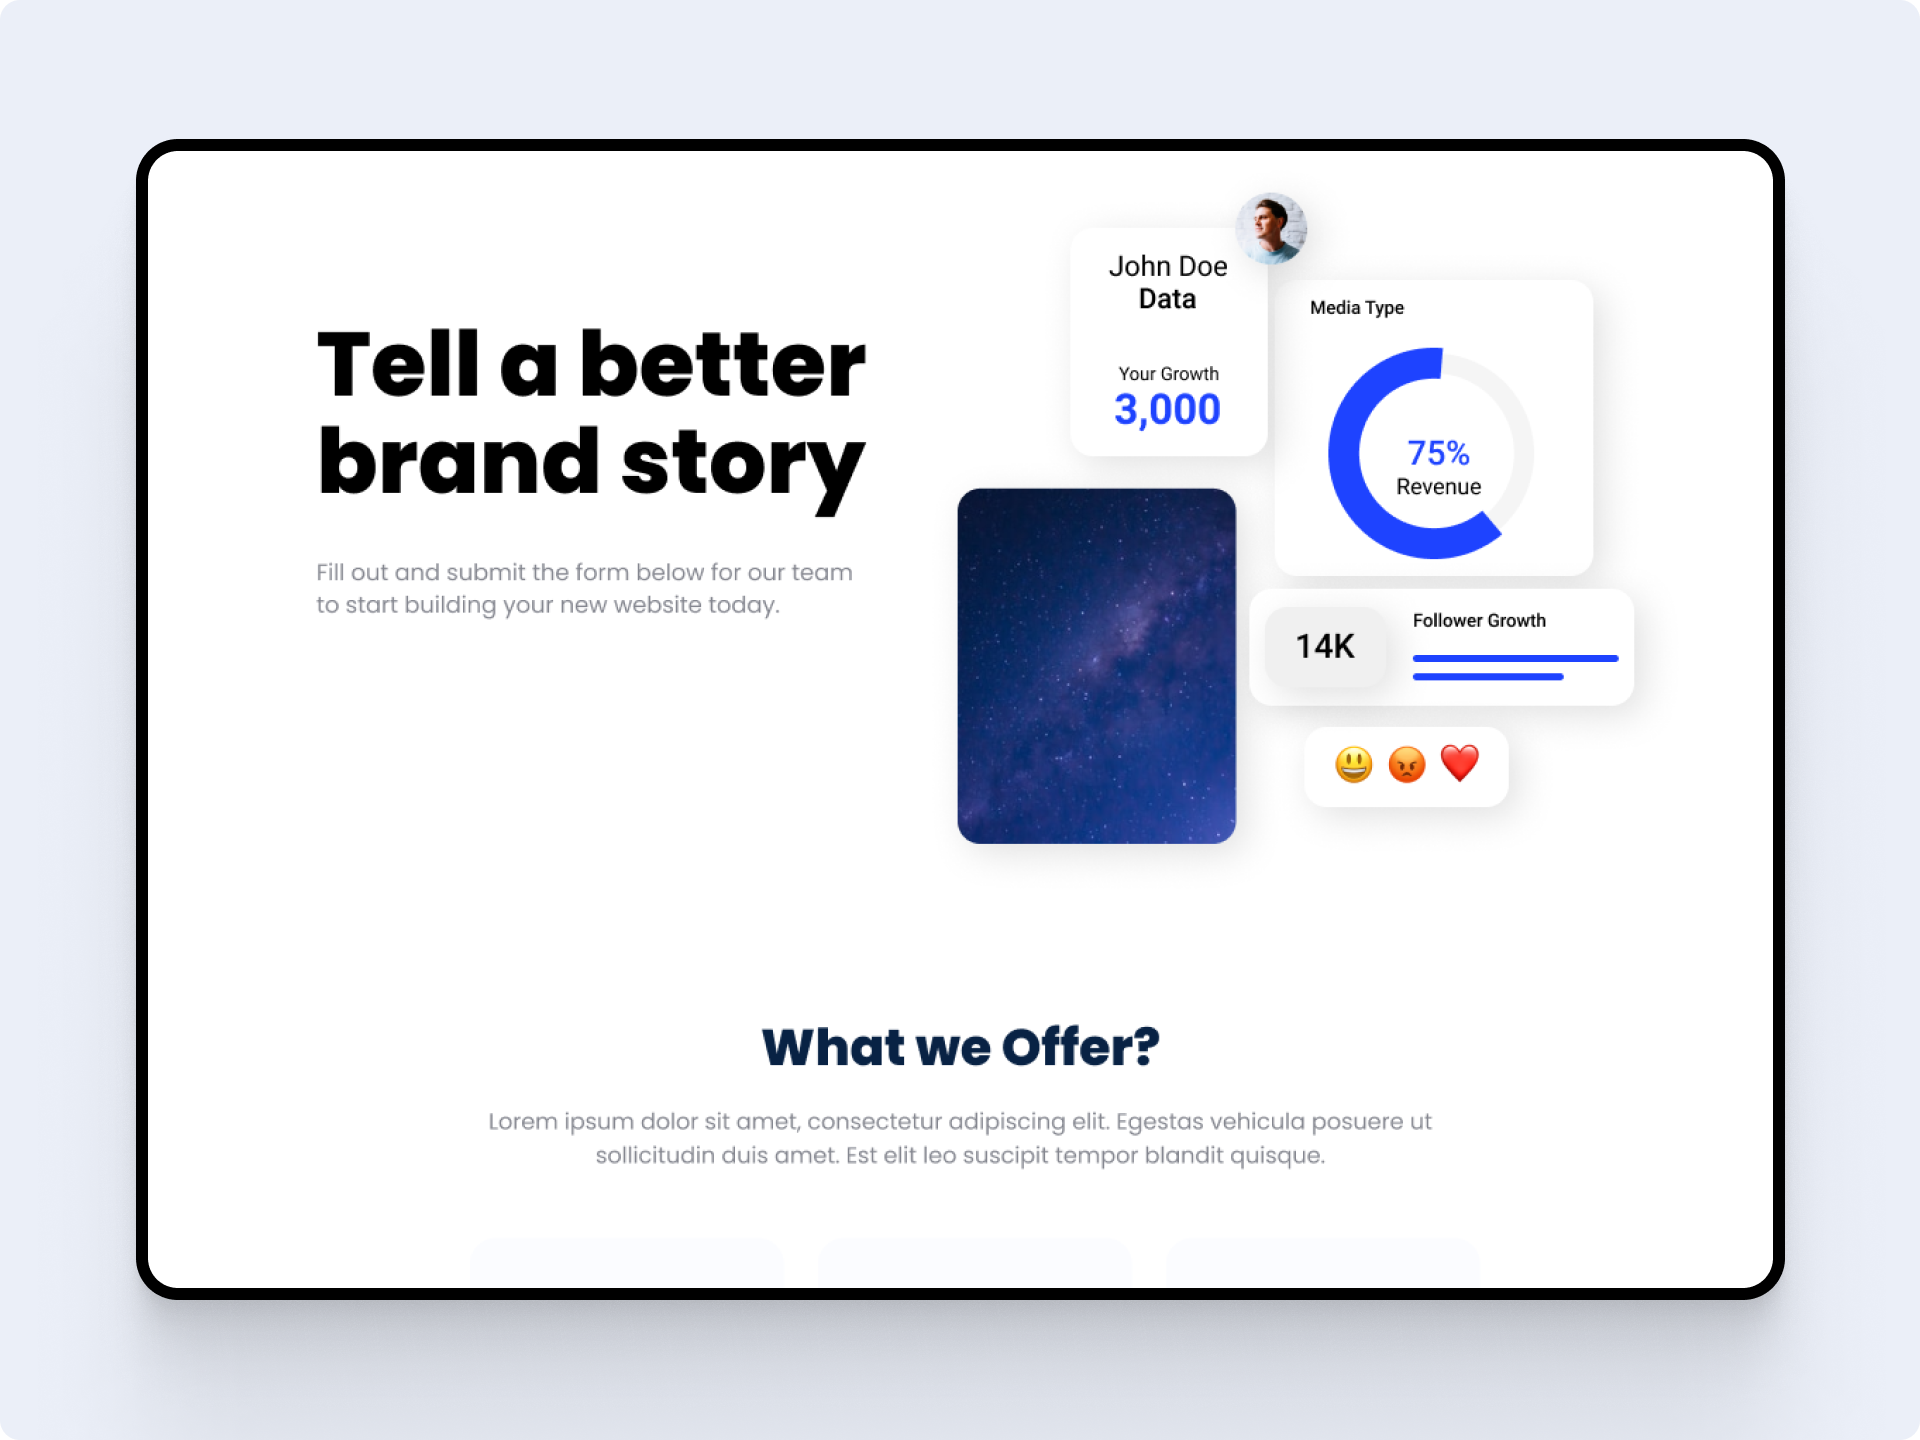 Tell a better
brand story
Fill out and submit the form below for our team
to start building your new website today.
John Doe
Data
Your Growth
3,000
Media Type
75%
Revenue
14K
Follower Growth
What we Offer?
Lorem ipsum dolor sit amet, consectetur adipiscing elit. Egestas vehicula posuere ut
sollicitudin duis amet. Est elit leo suscipit tempor blandit quisque.